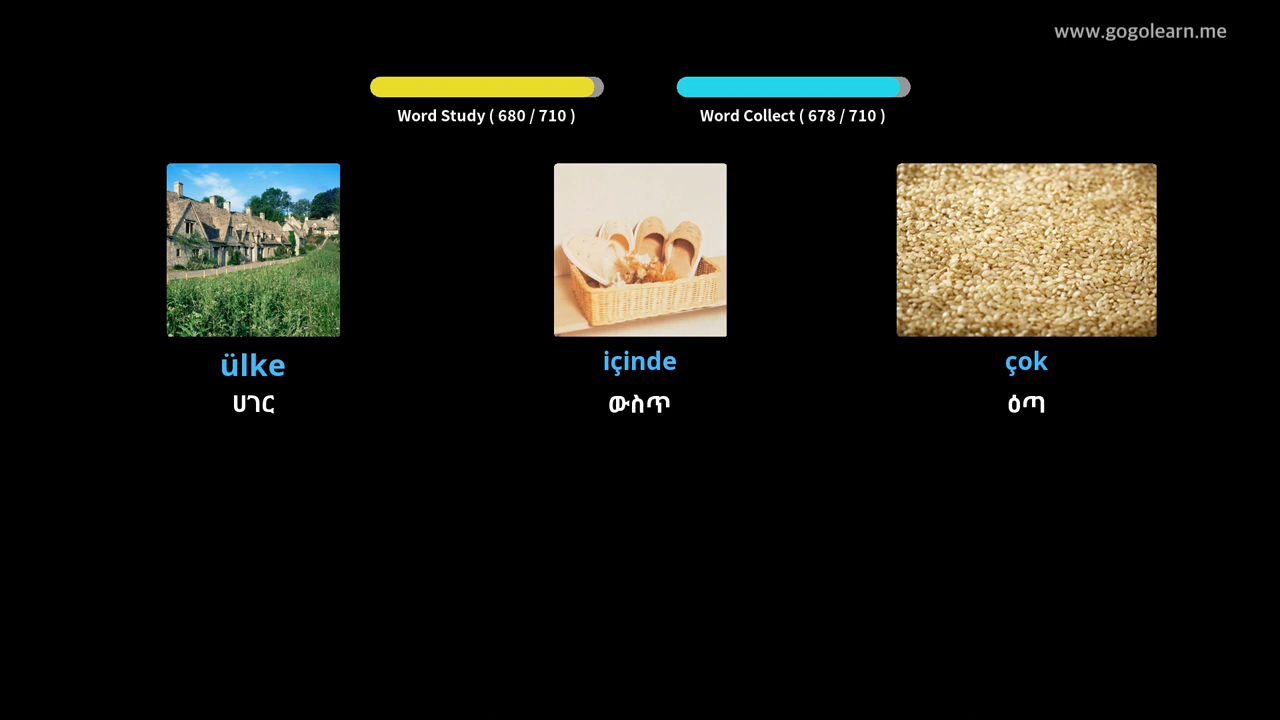 www.gogolearn.me
Word Study ( 680 / 710 )
Word Collect ( 678 / 710 )
ülke
ሀገር
içinde
ውስጥ
çok
ዕጣ